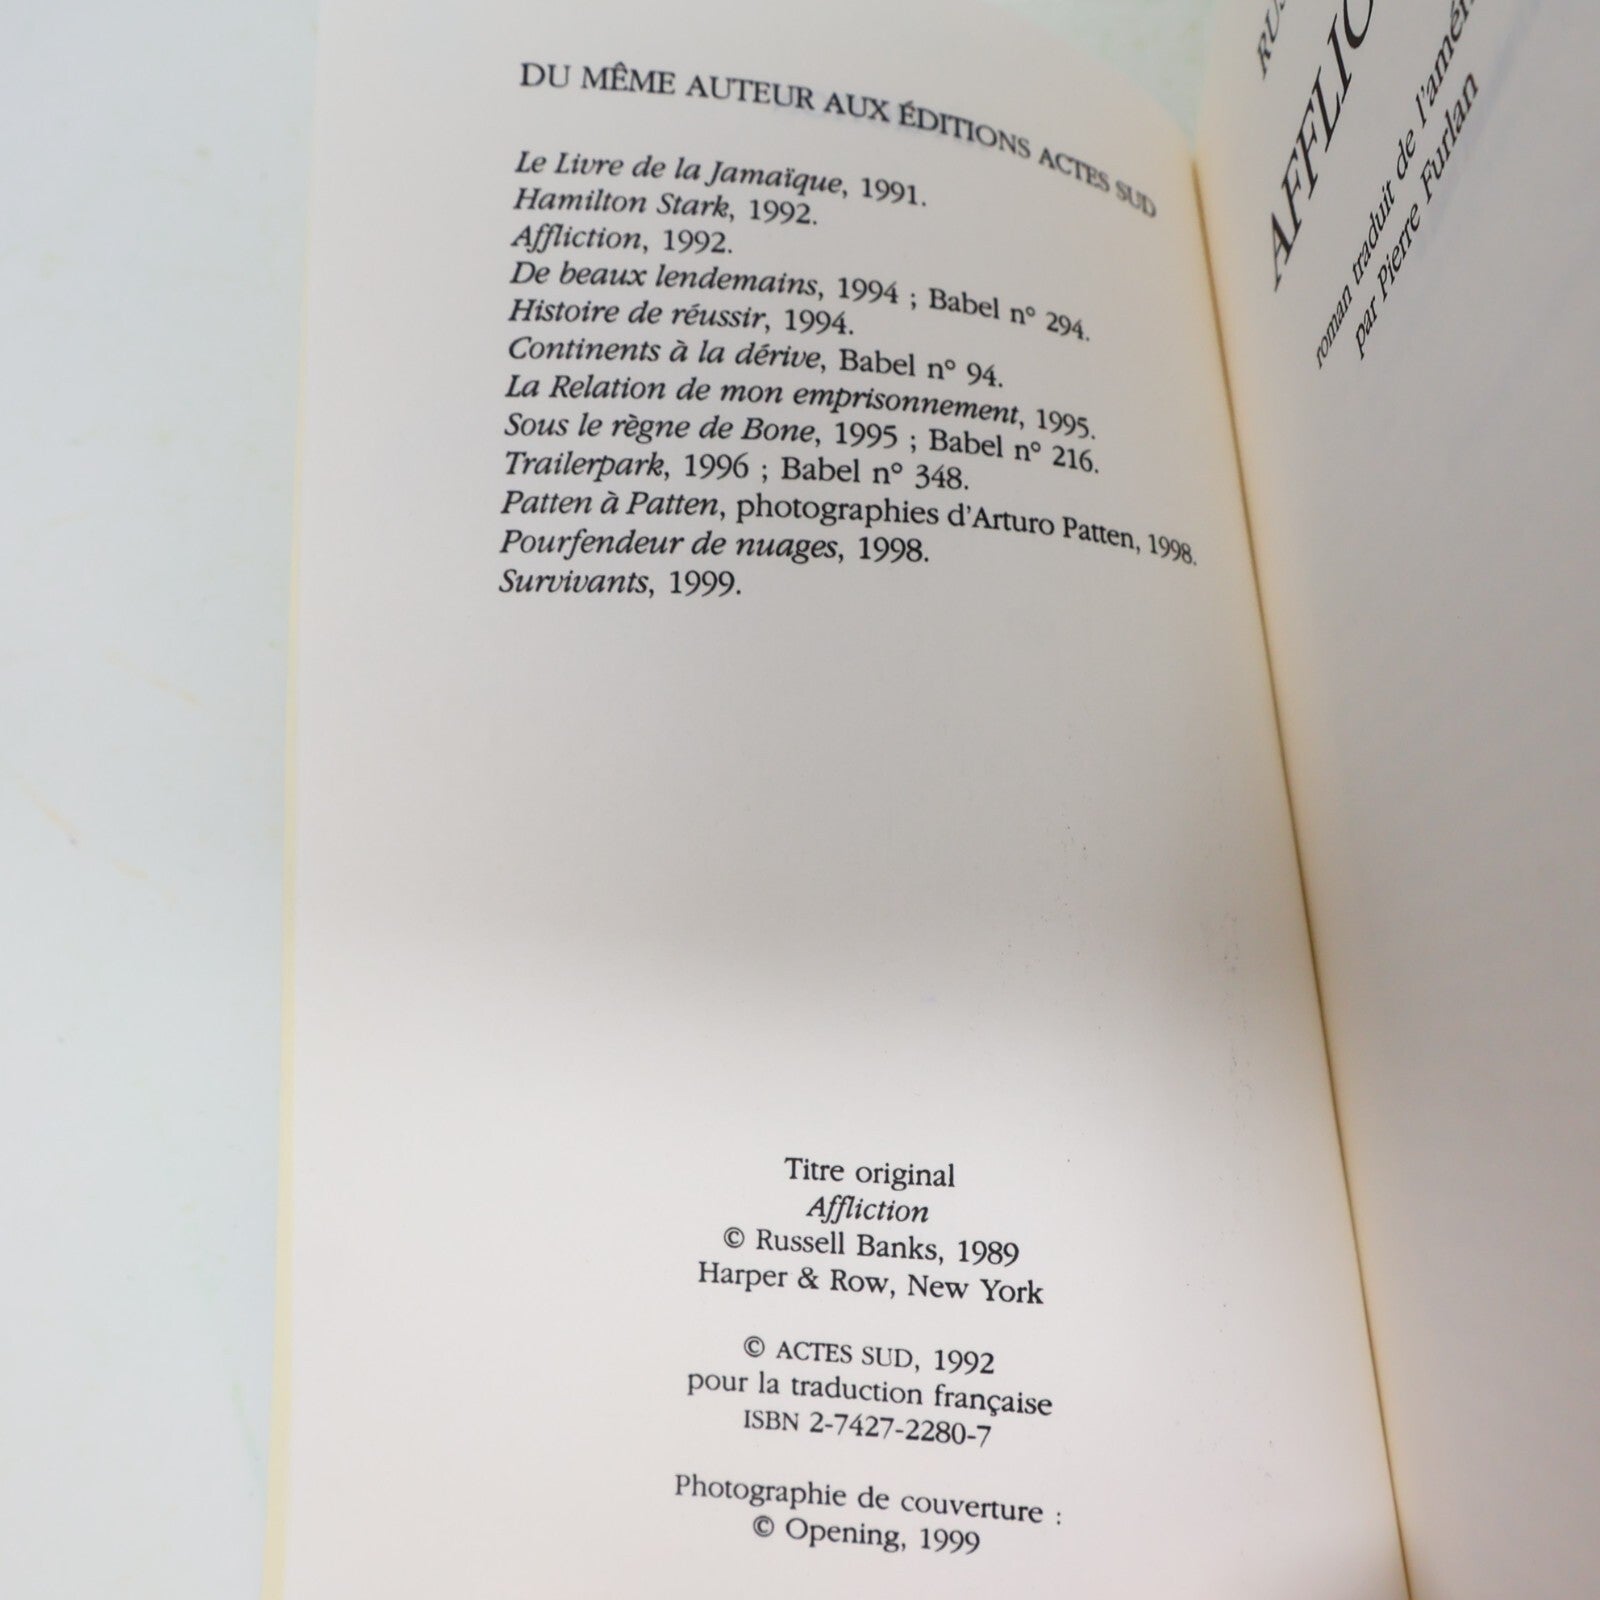 DU MÊME AUTEUR AUX ÉDITIONS ACTES SUD
Le Livre de la Jamaïque, 1991.
Hamilton Stark, 1992.
Affliction, 1992.
De beaux lendemains, 1994 ; Babel n° 294.
Histoire de réussir, 1994.
Continents à la dérive, Babel n° 94.
La Relation de mon emprisonnement, 1995.
Sous le règne de Bone, 1995 ; Babel n° 216.
Trailerpark, 1996 ; Babel n° 348.
Patten à Patten, photographies d'Arturo Patten, 1998.
Pourfendeur de nuages, 1998.
Survivants, 1999.
Titre original
Affliction
© Russell Banks, 1989
Harper & Row, New York
© ACTES SUD, 1992
pour la traduction française
ISBN 2-7427-2280-7
Photographie de couverture :
© Opening, 1999
roman traduit de
par Pierre Furlan